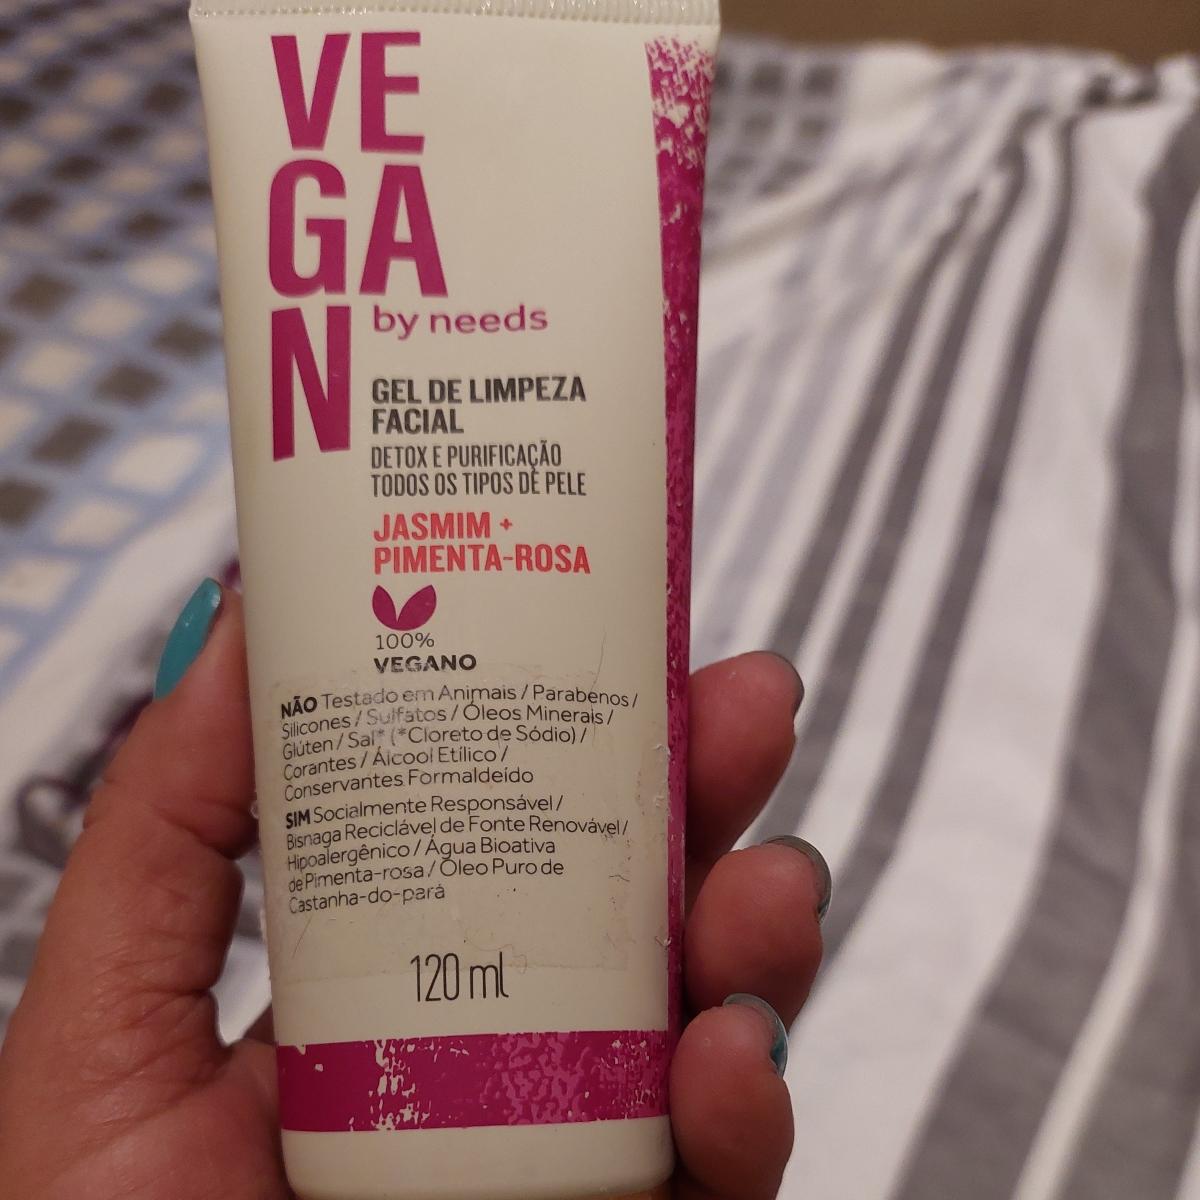 VE
GA
N
by needs
GEL DE LIMPEZA
FACIAL
DETOX E PURIFICAÇÃO
TODOS OS TIPOS DE PELE
JASMIM +
PIMENTA-ROSA
100%
VEGANO
NÃO Testado em Animais / Parabenos /
Silicones / Sulfatos / Óleos Minerais /
Glúten / Sal* (*Cloreto de Sódio) /
Corantes / Álcool Etílico /
Conservantes Formaldeído
SIM Socialmente Responsável /
Bisnaga Reciclável de Fonte Renovável /
Hipoalergênico / Água Bioativa
de Pimenta-rosa / Óleo Puro de
Castanha-do-pará
120 ml